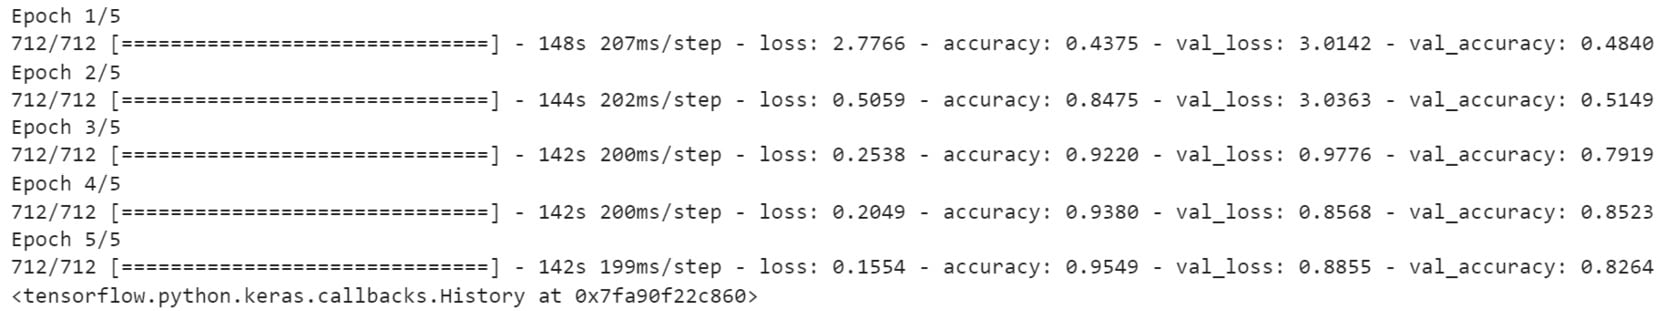 Epoch 1/5
712/712 [==============================] - 148s 207ms/step - loss: 2.7766 - accuracy: 0.4375 - val_loss: 3.0142 - val_accuracy: 0.4840
Epoch 2/5
712/712 [==============================] - 144s 202ms/step - loss: 0.5059 - accuracy: 0.8475 - val_loss: 3.0363 - val_accuracy: 0.5149
Epoch 3/5
712/712 [==============================] - 142s 200ms/step - loss: 0.2538 - accuracy: 0.9220 - val_loss: 0.9776 - val_accuracy: 0.7919
Epoch 4/5
712/712 [==============================] - 142s 200ms/step - loss: 0.2049 - accuracy: 0.9380 - val_loss: 0.8568 - val_accuracy: 0.8523
Epoch 5/5
712/712 [==============================] - 142s 199ms/step - loss: 0.1554 - accuracy: 0.9549 - val_loss: 0.8855 - val_accuracy: 0.8264
<tensorflow.python.keras.callbacks.History at 0x7fa90f22c860>